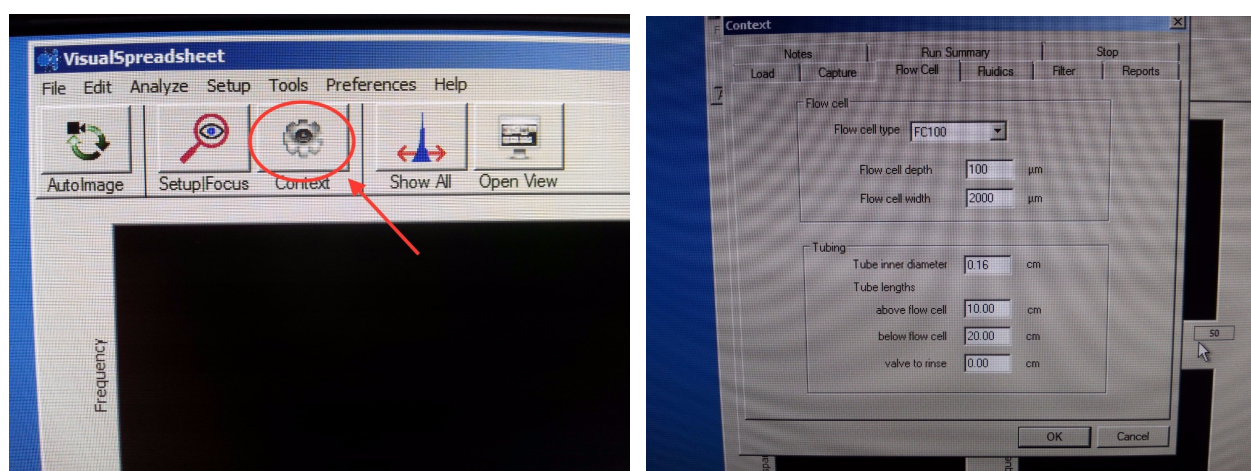 VisualSpreadsheet
File Edit Analyze Setup Tools Preferences Help
AutoImage Setup|Focus Context Show All Open View
Frequency
Context
Notes Run Summary Stop
Load Capture Flow Cell Fluidics Filter Reports
Flow cell
Flow cell type FC100
Flow cell depth 100 µm
Flow cell width 2000 µm
Tubing
Tube inner diameter 0.16 cm
Tube lengths
above flow cell 10.00 cm
below flow cell 20.00 cm
valve to rinse 0.00 cm
50
OK Cancel